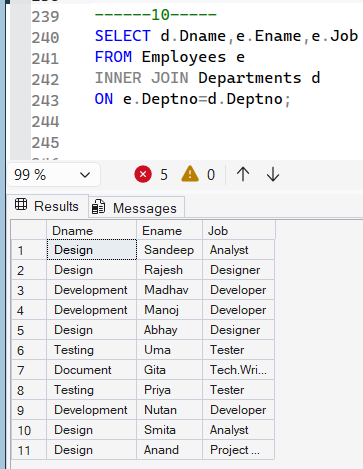 239
------10-----
240 SELECT d.Dname,e.Ename,e.Job
241 FROM Employees e
242 INNER JOIN Departments d
243 ON e.Deptno=d.Deptno;
244
245
99 % 5 0
Results Messages
Dname Ename Job
1 Design Sandeep Analyst
2 Design Rajesh Designer
3 Development Madhav Developer
4 Development Manoj Developer
5 Design Abhay Designer
6 Testing Uma Tester
7 Document Gita Tech.Wri...
8 Testing Priya Tester
9 Development Nutan Developer
10 Design Smita Analyst
11 Design Anand Project ...